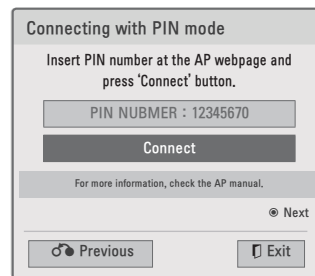 Connecting with PIN mode
Insert PIN number at the AP webpage and
press ‘Connect’ button.
PIN NUBMER : 12345670
Connect
For more information, check the AP manual.
Next
Previous
Exit